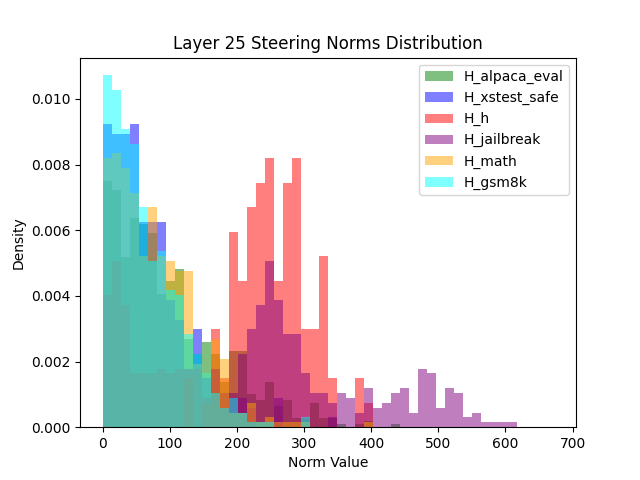 Layer 25 Steering Norms Distribution
H_alpaca_eval
H_xstest_safe
H_h
H_jailbreak
H_math
H_gsm8k
Density
0.010
0.008
0.006
0.004
0.002
0.000
0 100 200 300 400 500 600 700
Norm Value